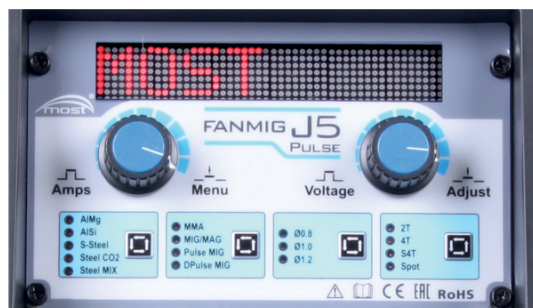 MOST
most
FANMIG J5
PULSE
Amps
Menu
Voltage
Adjust
AlMg
AlSi
S-Steel
Steel CO2
Steel MIX
MMA
MIG/MAG
Pulse MIG
DPulse MIG
Ø0.8
Ø1.0
Ø1.2
2T
4T
S4T
Spot
CE EAC RoHS